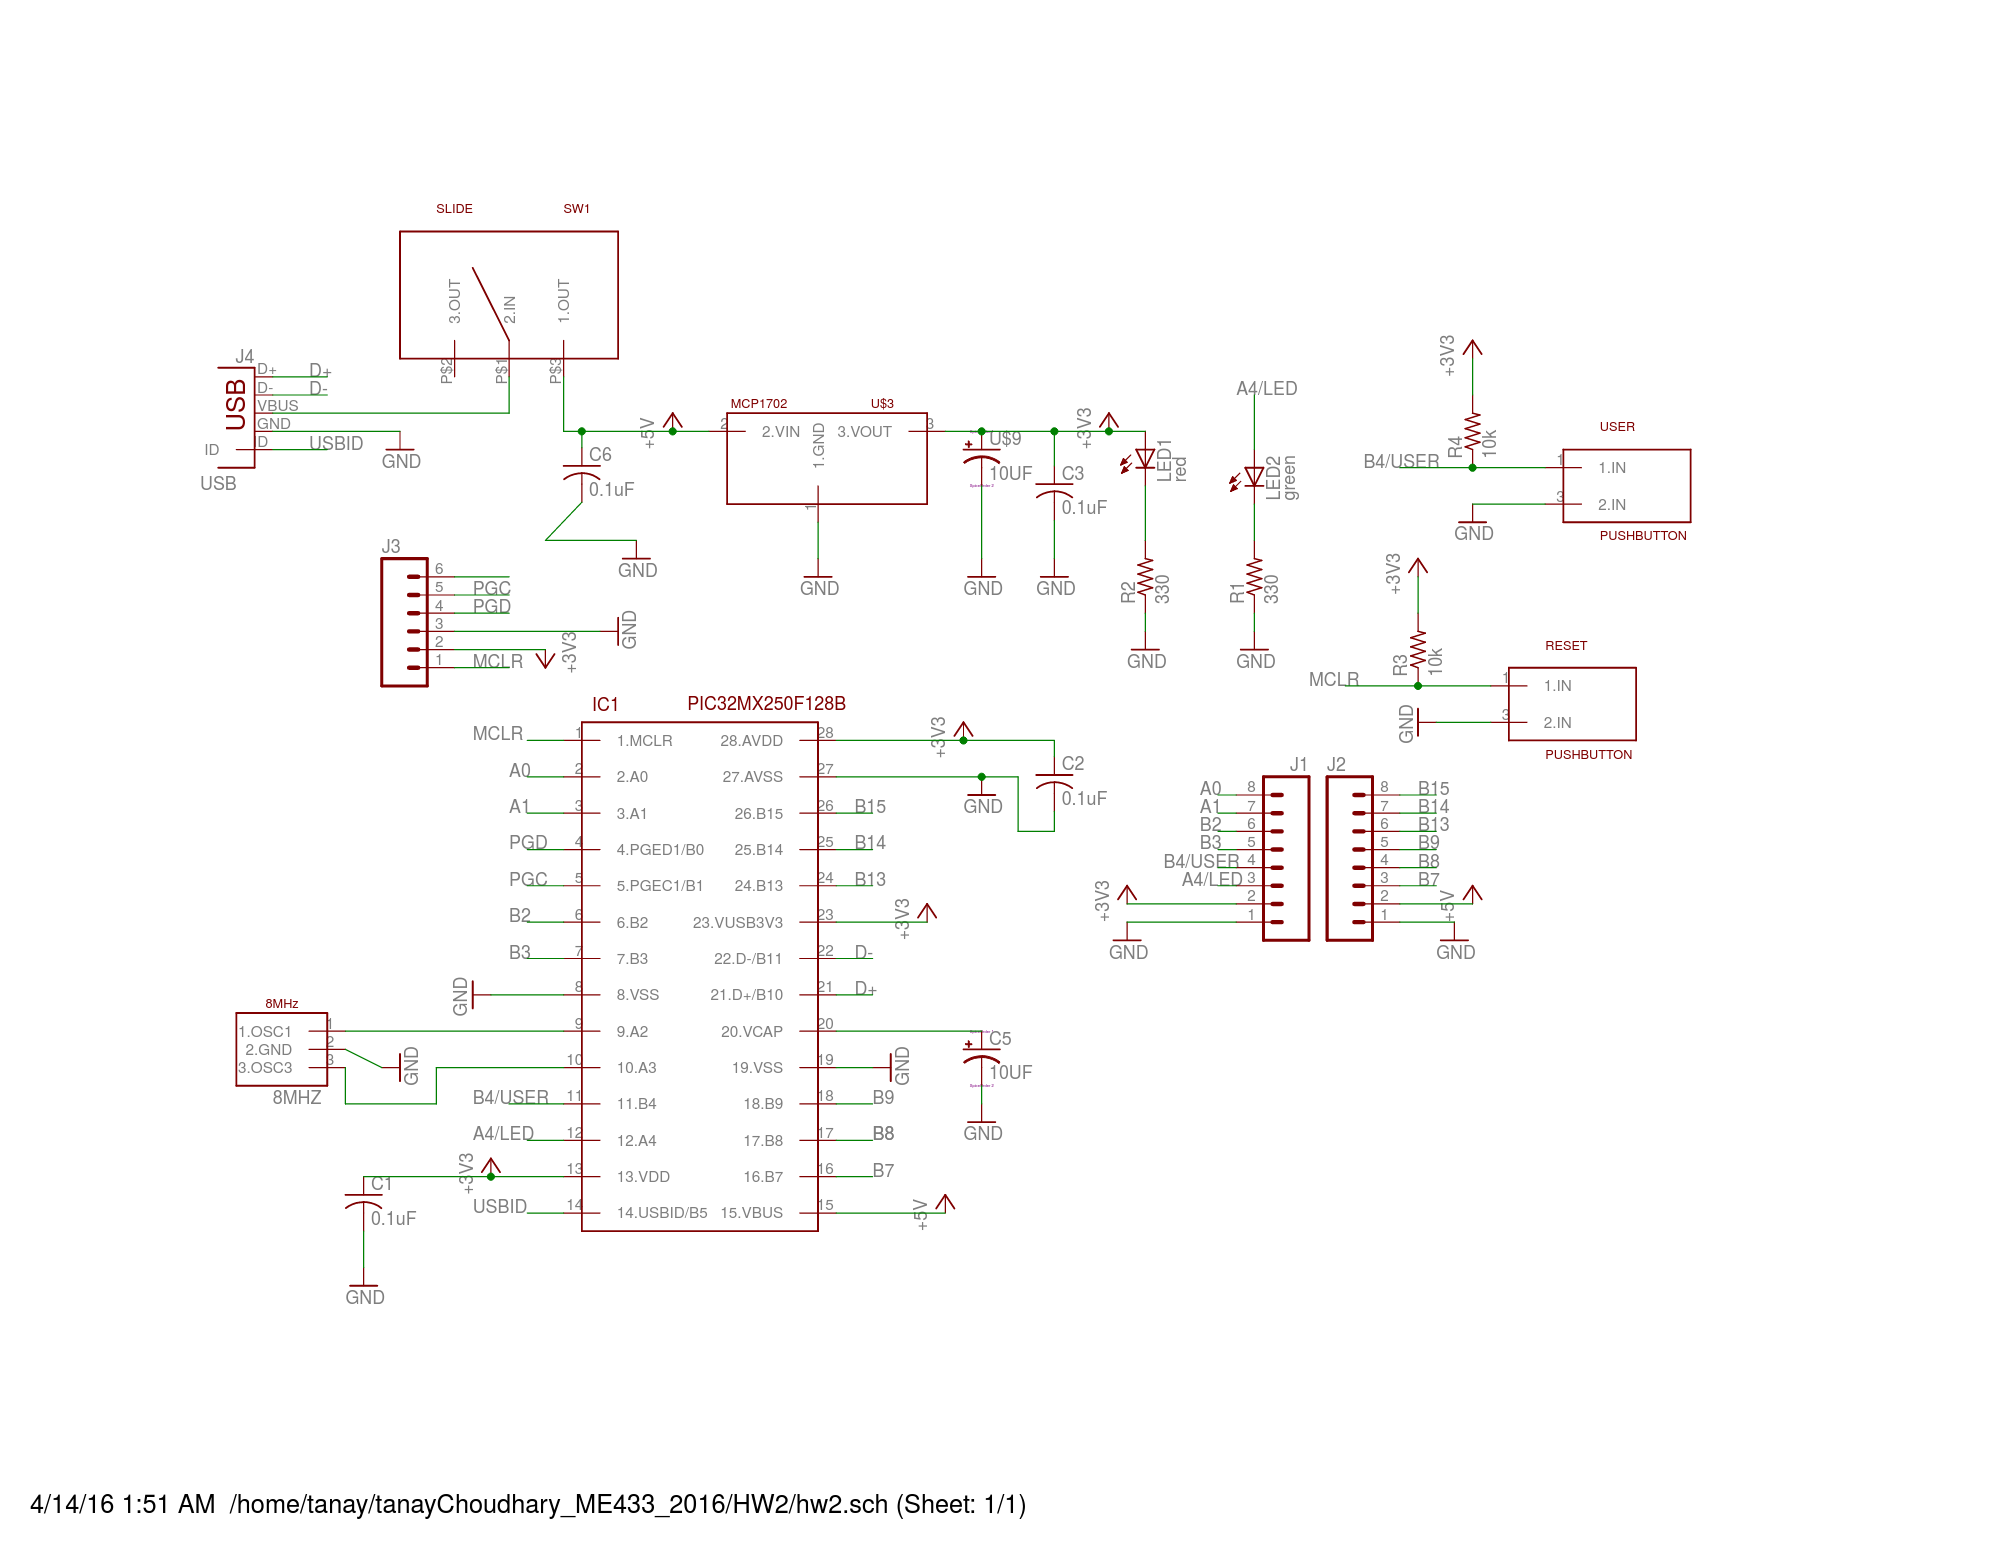 SLIDE SW1
3.OUT
2.IN
1.OUT
P$2
P$1
P$3
J4
USB
D+ D+
D- D-
VBUS
GND
D USBID
ID
USB
GND
C6
0.1uF
GND
+5V
MCP1702 U$3
2 2.VIN 3.VOUT 3
1.GND
1
GND
U$9
10UF
GND
C3
0.1uF
GND
+3V3
LED1
red
R2
330
GND
A4/LED
LED2
green
R1
330
GND
+3V3
R4
10k
B4/USER
USER
1 1.IN
3 2.IN
GND
PUSHBUTTON
+3V3
R3
10k
MCLR
RESET
1 1.IN
3 2.IN
GND
PUSHBUTTON
J3
6
5 PGC
4 PGD
3 GND
2 +3V3
1 MCLR
IC1 PIC32MX250F128B
MCLR 1 1.MCLR 28.AVDD 28 +3V3
A0 2 2.A0 27.AVSS 27 GND
C2
0.1uF
A1 3 3.A1 26.B15 26 B15
PGD 4 4.PGED1/B0 25.B14 25 B14
PGC 5 5.PGEC1/B1 24.B13 24 B13
B2 6 6.B2 23.VUSB3V3 23 +3V3
B3 7 7.B3 22.D-/B11 22 D-
GND 8 8.VSS 21.D+/B10 21 D+
9 9.A2 20.VCAP 20
10 10.A3 19.VSS 19 GND
B4/USER 11 11.B4 18.B9 18 B9
A4/LED 12 12.A4 17.B8 17 B8
+3V3 13 13.VDD 16.B7 16 B7
USBID 14 14.USBID/B5 15.VBUS 15 +5V
C5
10UF
GND
8MHz
1.OSC1 1
2.GND 2
3.OSC3 3
8MHZ
GND
C1
0.1uF
GND
J1 J2
A0 8 8 B15
A1 7 7 B14
B2 6 6 B13
B3 5 5 B9
B4/USER 4 4 B8
A4/LED 3 3 B7
+3V3 2 2 +5V
1 1
GND GND
4/14/16 1:51 AM /home/tanay/tanayChoudhary_ME433_2016/HW2/hw2.sch (Sheet: 1/1)